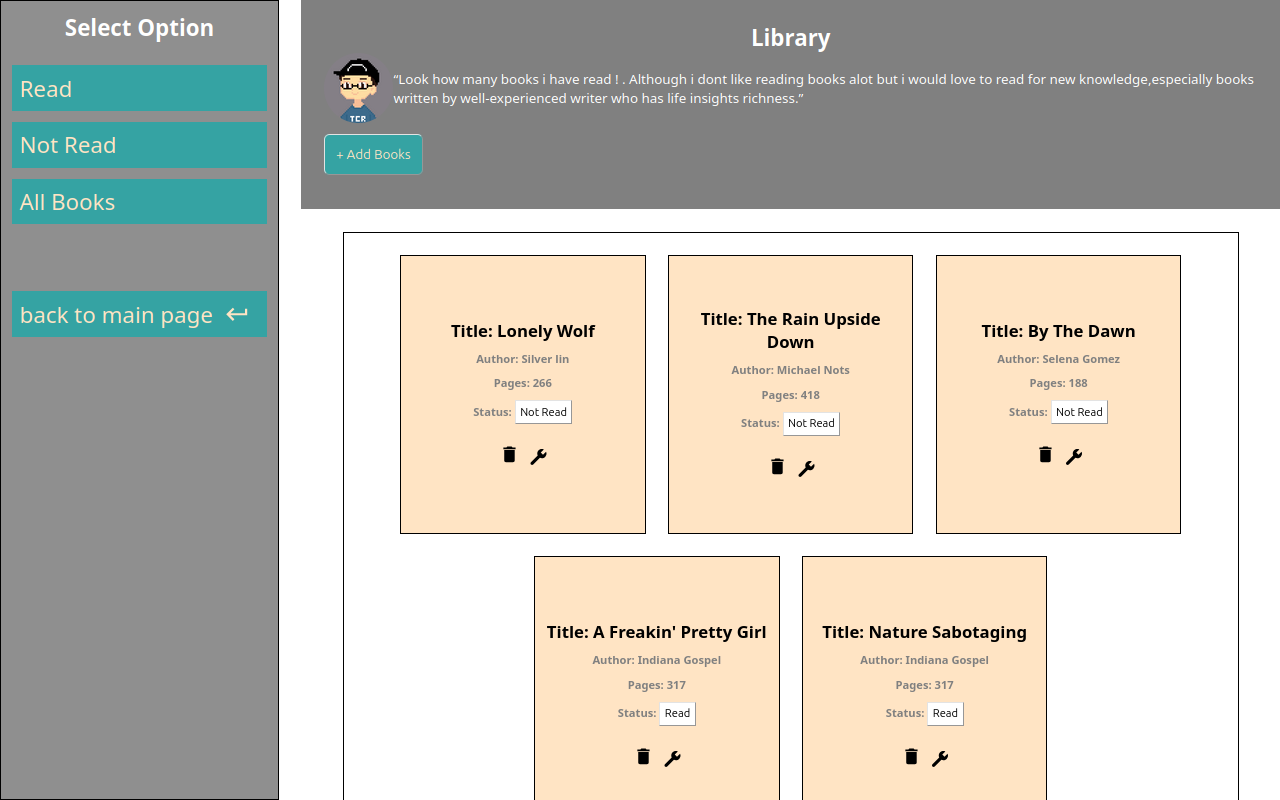 Select Option
Read
Not Read
All Books
back to main page
Library
TCR
“Look how many books i have read ! . Although i dont like reading books alot but i would love to read for new knowledge,especially books
written by well-experienced writer who has life insights richness.”
+ Add Books
Title: Lonely Wolf
Author: Silver lin
Pages: 266
Status: Not Read
Title: The Rain Upside
Down
Author: Michael Nots
Pages: 418
Status: Not Read
Title: By The Dawn
Author: Selena Gomez
Pages: 188
Status: Not Read
Title: A Freakin' Pretty Girl
Author: Indiana Gospel
Pages: 317
Status: Read
Title: Nature Sabotaging
Author: Indiana Gospel
Pages: 317
Status: Read